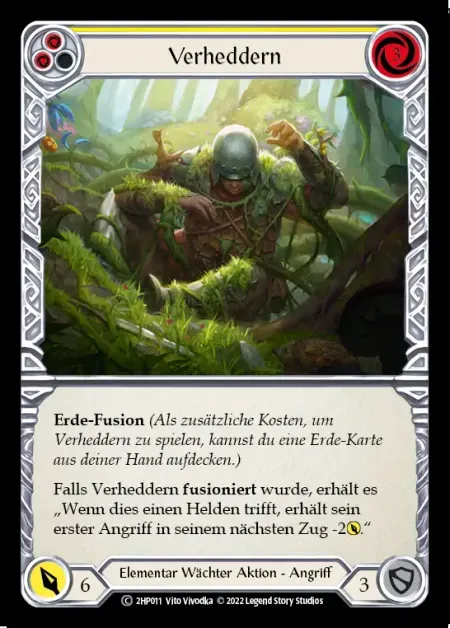 Verheddern
3
Erde-Fusion (Als zusätzliche Kosten, um
Verheddern zu spielen, kannst du eine Erde-Karte
aus deiner Hand aufdecken.)
Falls Verheddern fusioniert wurde, erhält es
„Wenn dies einen Helden trifft, erhält sein
erster Angriff in seinem nächsten Zug -2.“
6
Elementar Wächter Aktion - Angriff
3
C 2HP011 Vito Vivodka © 2022 Legend Story Studios